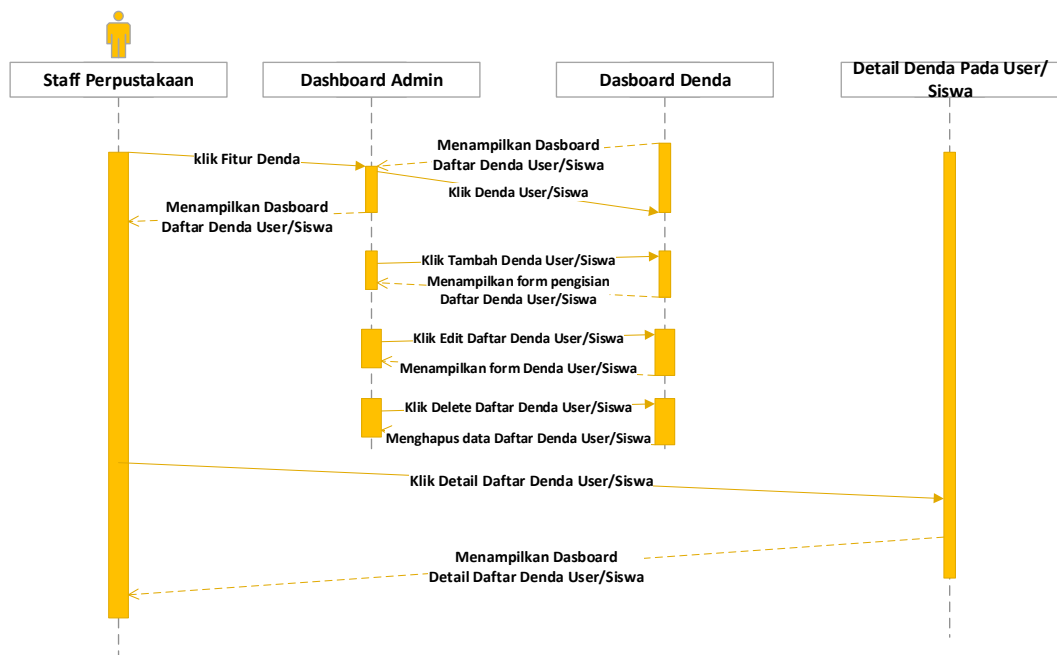 Staff Perpustakaan
Dashboard Admin
Dasboard Denda
Detail Denda Pada User/
Siswa
klik Fitur Denda
Menampilkan Dasboard
Daftar Denda User/Siswa
Klik Denda User/Siswa
Menampilkan Dasboard
Daftar Denda User/Siswa
Klik Tambah Denda User/Siswa
Menampilkan form pengisian
Daftar Denda User/Siswa
Klik Edit Daftar Denda User/Siswa
Menampilkan form Denda User/Siswa
Klik Delete Daftar Denda User/Siswa
Menghapus data Daftar Denda User/Siswa
Klik Detail Daftar Denda User/Siswa
Menampilkan Dasboard
Detail Daftar Denda User/Siswa